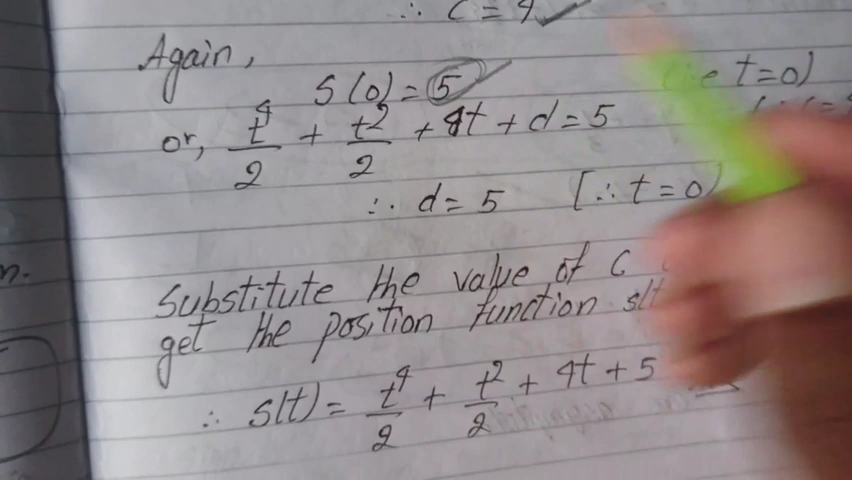 ∴ C = 4
Again,
S(0) = 5 (i.e t=0)
or, t⁴/2 + t²/2 + 4t + d = 5
∴ d = 5 [∴ t = 0]
Substitute the value of C
get the position function s(t
∴ s(t) = t⁴/2 + t²/2 + 4t + 5